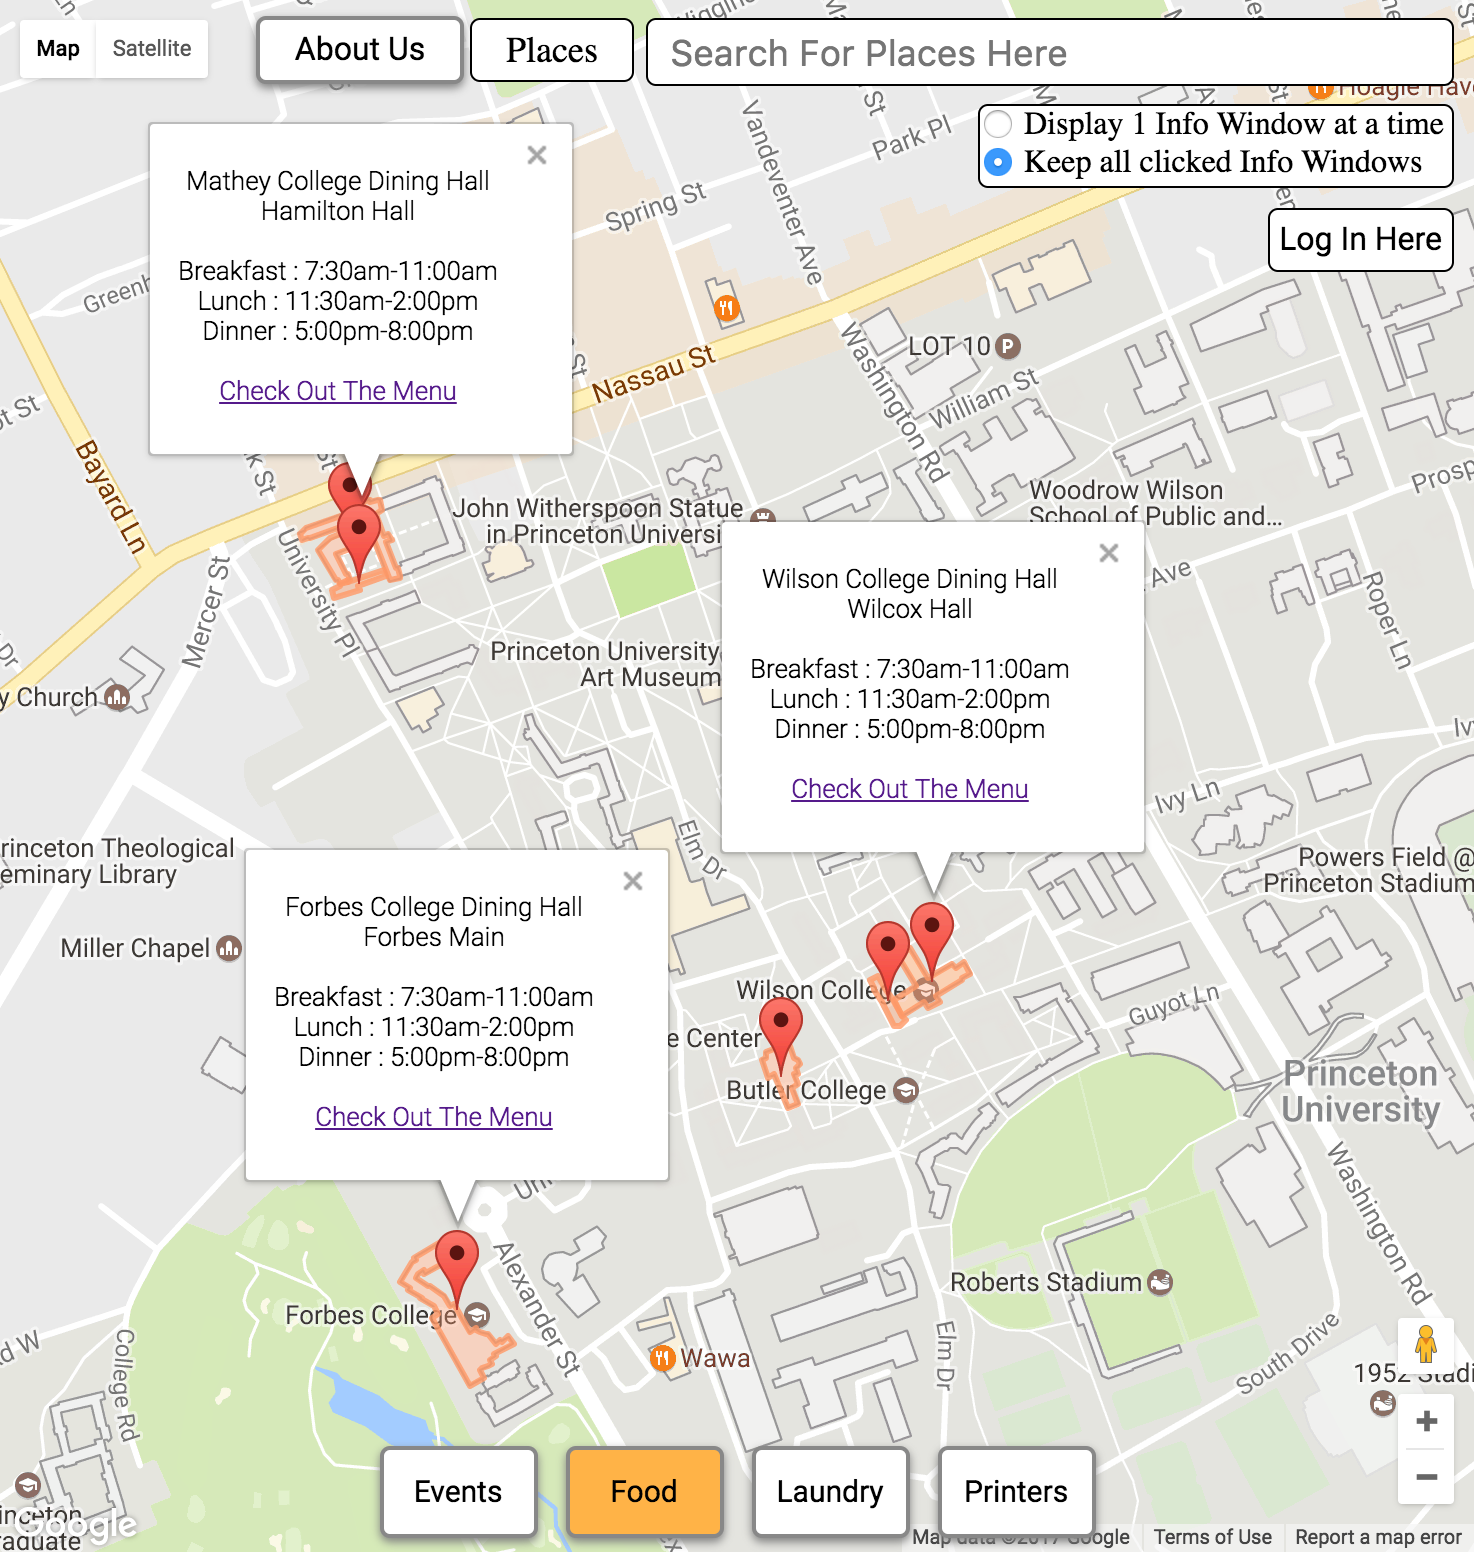 Map
Satellite
About Us
Places
Search For Places Here
Display 1 Info Window at a time
Keep all clicked Info Windows
Log In Here
Park Pl
Spring St
Vandeventer Ave
Mathey College Dining Hall
Hamilton Hall
Breakfast : 7:30am-11:00am
Lunch : 11:30am-2:00pm
Dinner : 5:00pm-8:00pm
Check Out The Menu
Nassau St
Washington Rd
LOT 10
P
William St
Bayard Ln
Mercer St
University Pl
John Witherspoon Statue
in Princeton Universi
Woodrow Wilson
School of Public and...
Ave
Roper Ln
Princeton University
Art Museum
Church
Wilson College Dining Hall
Wilcox Hall
Breakfast : 7:30am-11:00am
Lunch : 11:30am-2:00pm
Dinner : 5:00pm-8:00pm
Check Out The Menu
Ivy Ln
Elm Dr
rinceton Theological
eminary Library
Miller Chapel
Powers Field @
Princeton Stadium
Forbes College Dining Hall
Forbes Main
Breakfast : 7:30am-11:00am
Lunch : 11:30am-2:00pm
Dinner : 5:00pm-8:00pm
Check Out The Menu
Wilson College
e Center
Butler College
Guyot Ln
Princeton
University
Washington Rd
Roberts Stadium
Alexander St
Forbes College
Wawa
Elm Dr
South Drive
College Rd
1952 Stadi
Events
Food
Laundry
Printers
Google
Map data ©2017 Google
Terms of Use
Report a map error